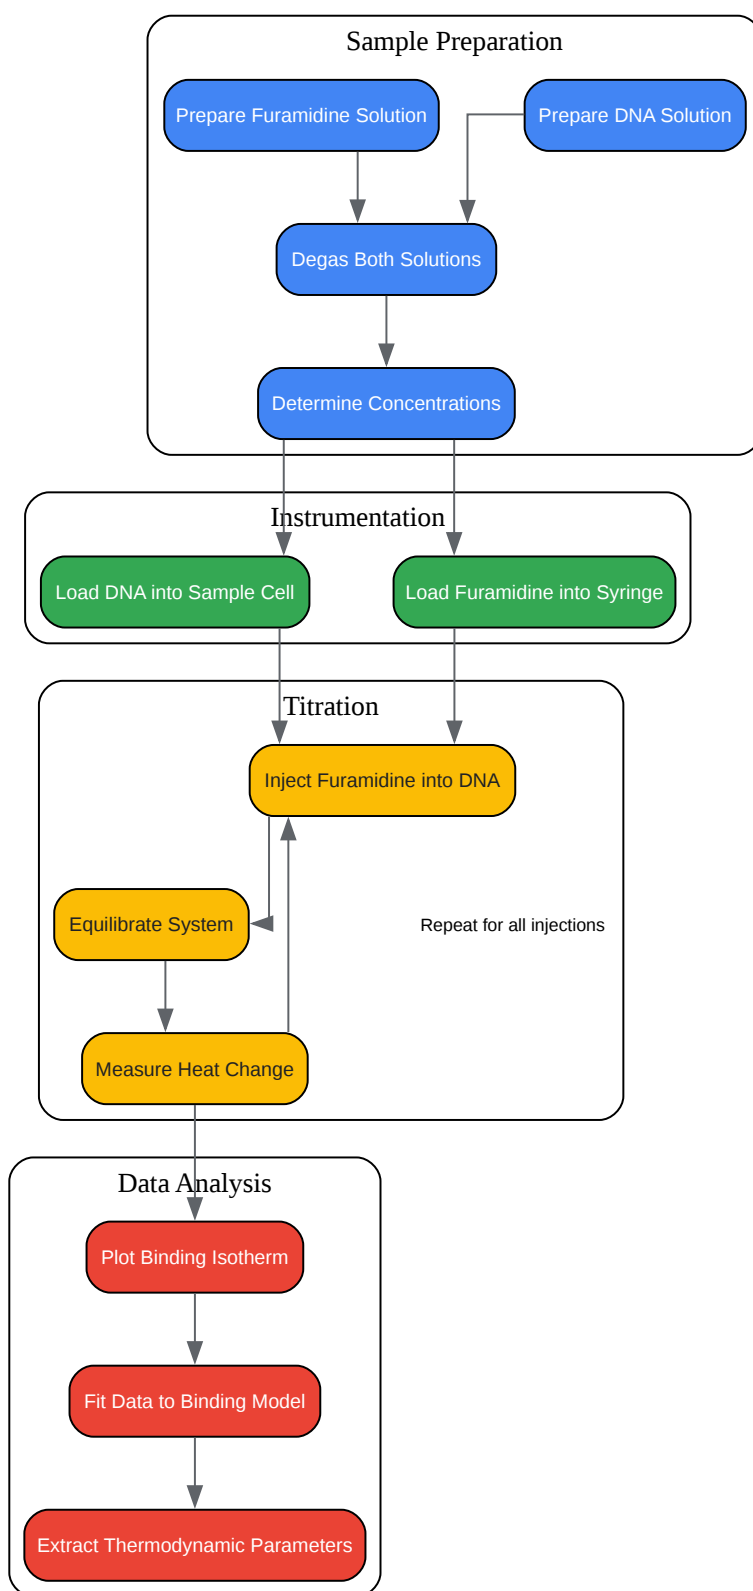 Sample Preparation
Prepare Furamidine Solution
Prepare DNA Solution
Degas Both Solutions
Determine Concentrations
Instrumentation
Load DNA into Sample Cell
Load Furamidine into Syringe
Titration
Inject Furamidine into DNA
Equilibrate System
Repeat for all injections
Measure Heat Change
Data Analysis
Plot Binding Isotherm
Fit Data to Binding Model
Extract Thermodynamic Parameters